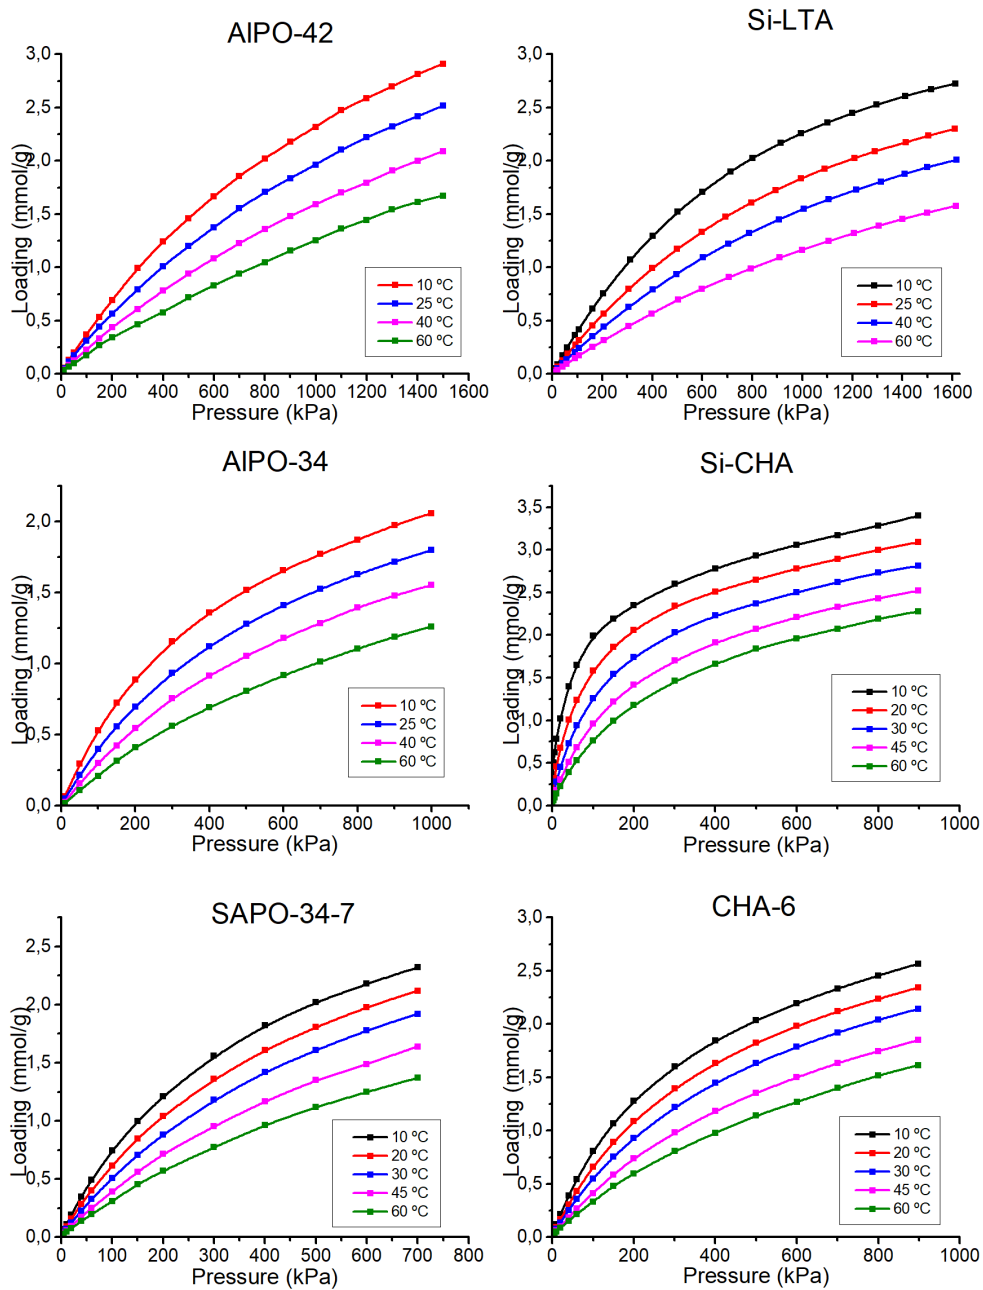 AlPO-42
Loading (mmol/g)
3,0
2,5
2,0
1,5
1,0
0,5
0,0
10 ºC
25 ºC
40 ºC
60 ºC
0 200 400 600 800 1000 1200 1400 1600
Pressure (kPa)
Si-LTA
Loading (mmol/g)
3,0
2,5
2,0
1,5
1,0
0,5
0,0
10 ºC
25 ºC
40 ºC
60 ºC
0 200 400 600 800 1000 1200 1400 1600
Pressure (kPa)
AlPO-34
Loading (mmol/g)
2,0
1,5
1,0
0,5
0,0
10 ºC
25 ºC
40 ºC
60 ºC
0 200 400 600 800 1000
Pressure (kPa)
Si-CHA
Loading (mmol/g)
3,5
3,0
2,5
2,0
1,5
1,0
0,5
0,0
10 ºC
20 ºC
30 ºC
45 ºC
60 ºC
0 200 400 600 800 1000
Pressure (kPa)
SAPO-34-7
Loading (mmol/g)
2,5
2,0
1,5
1,0
0,5
0,0
10 ºC
20 ºC
30 ºC
45 ºC
60 ºC
0 100 200 300 400 500 600 700 800
Pressure (kPa)
CHA-6
Loading (mmol/g)
3,0
2,5
2,0
1,5
1,0
0,5
0,0
10 ºC
20 ºC
30 ºC
45 ºC
60 ºC
0 200 400 600 800 1000
Pressure (kPa)